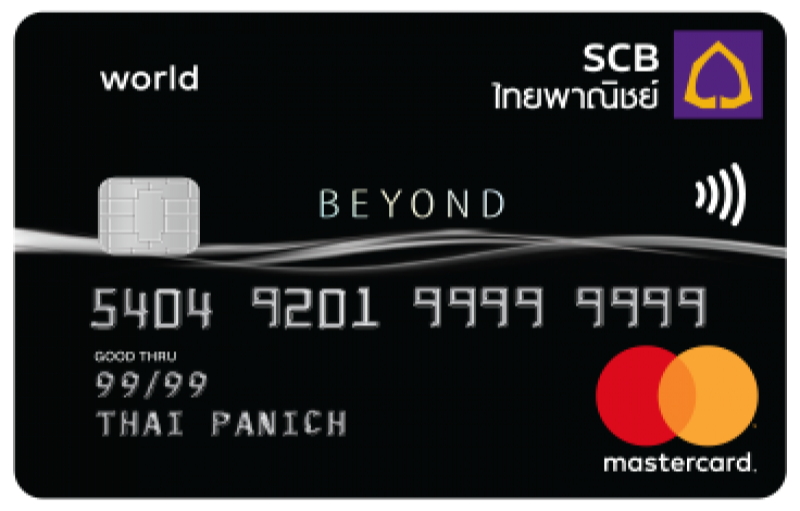 world
SCB
ไทยพาณิชย์
BEYOND
5404 9201 9999 9999
GOOD THRU
99/99
THAI PANICH
mastercard.